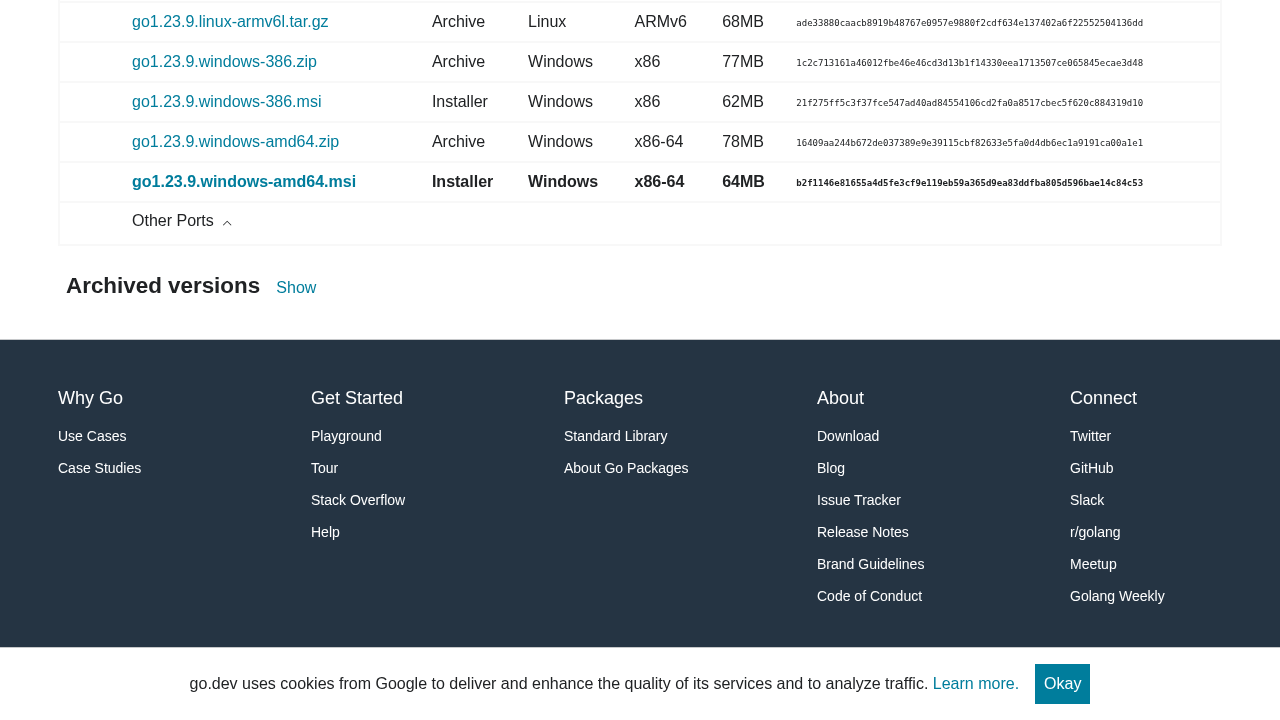 go1.23.9.linux-armv6l.tar.gz Archive Linux ARMv6 68MB ade33880caacb8919b48767e0957e9880f2cdf634e137402a6f22552504136dd
go1.23.9.windows-386.zip Archive Windows x86 77MB 1c2c713161a46012fbe46e46cd3d13b1f14330eea1713507ce065845ecae3d48
go1.23.9.windows-386.msi Installer Windows x86 62MB 21f275ff5c3f37fce547ad40ad84554106cd2fa0a8517cbec5f620c884319d10
go1.23.9.windows-amd64.zip Archive Windows x86-64 78MB 16409aa244b672de037389e9e39115cbf82633e5fa0d4db6ec1a9191ca00a1e1
go1.23.9.windows-amd64.msi Installer Windows x86-64 64MB b2f1146e81655a4d5fe3cf9e119eb59a365d9ea83ddfba805d596bae14c84c53
Other Ports
Archived versions Show
Why Go
Use Cases
Case Studies
Get Started
Playground
Tour
Stack Overflow
Help
Packages
Standard Library
About Go Packages
About
Download
Blog
Issue Tracker
Release Notes
Brand Guidelines
Code of Conduct
Connect
Twitter
GitHub
Slack
r/golang
Meetup
Golang Weekly
go.dev uses cookies from Google to deliver and enhance the quality of its services and to analyze traffic. Learn more. Okay